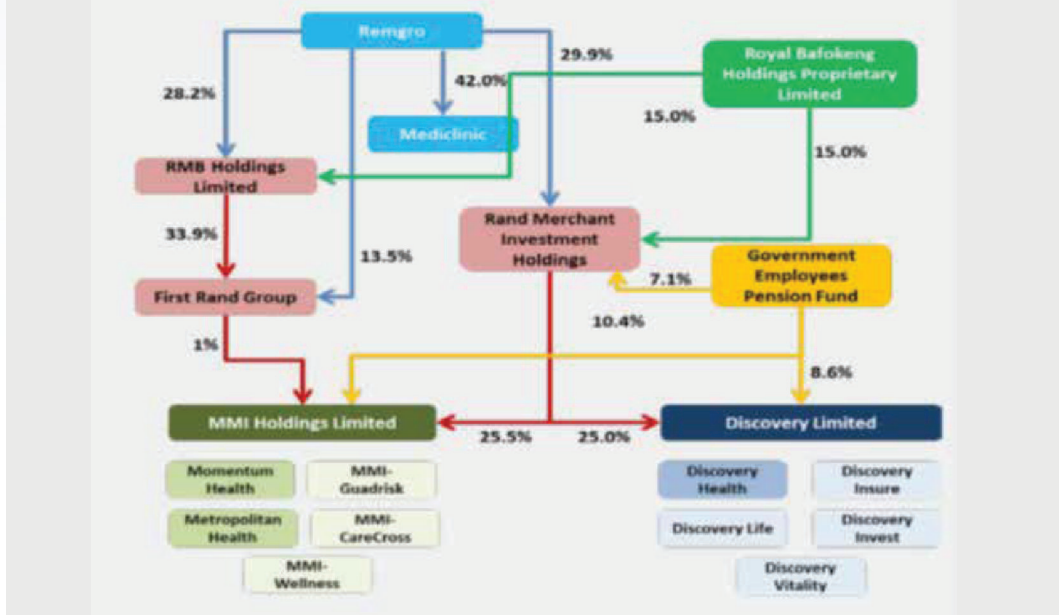 Remgro
29.9%
Royal Bafokeng
Holdings Proprietary
Limited
28.2%
42.0%
15.0%
Mediclinic
15.0%
RMB Holdings
Limited
33.9%
Rand Merchant
Investment
Holdings
13.5%
Government
Employees
Pension Fund
7.1%
First Rand Group
10.4%
1%
8.6%
MMI Holdings Limited
25.5%
25.0%
Discovery Limited
Momentum
Health
MMI-
Guadrisk
Discovery
Health
Discovery
Insure
Metropolitan
Health
MMI-
CareCross
Discovery Life
Discovery
Invest
MMI-
Wellness
Discovery
Vitality